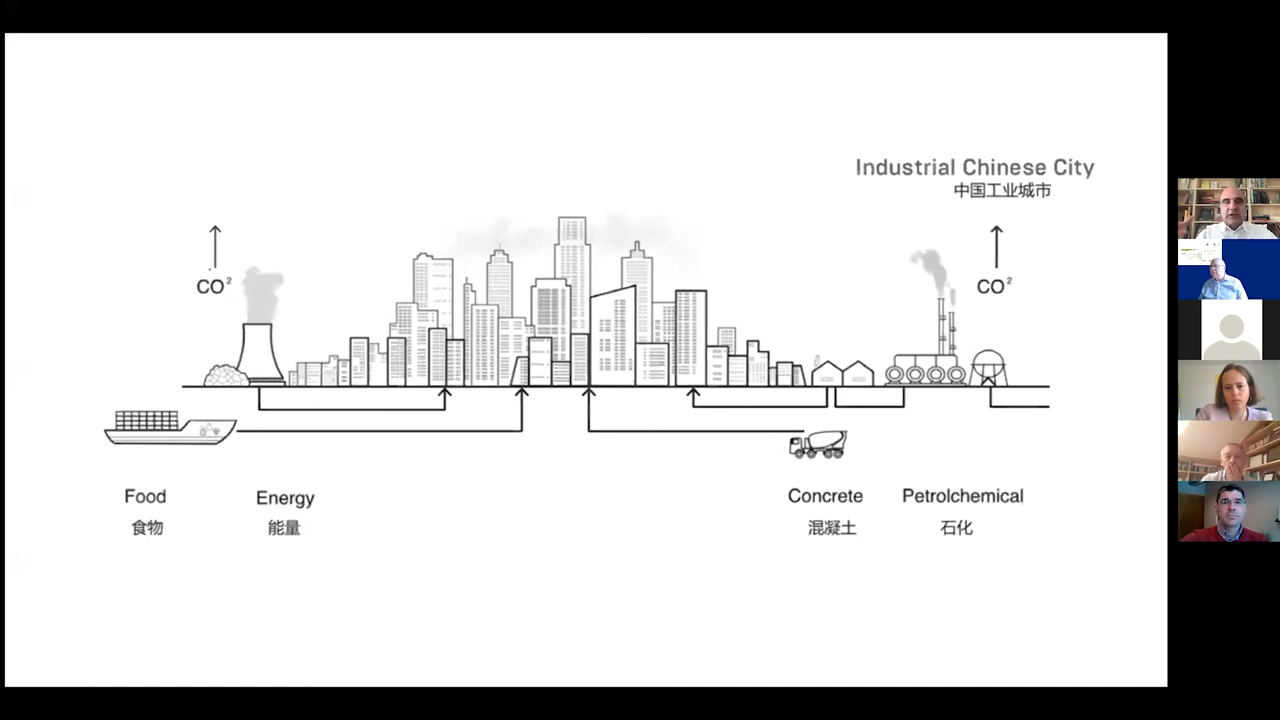 Industrial Chinese City
中国工业城市
CO²
CO²
Food
Energy
Concrete
Petrolchemical
食物
能量
混凝土
石化